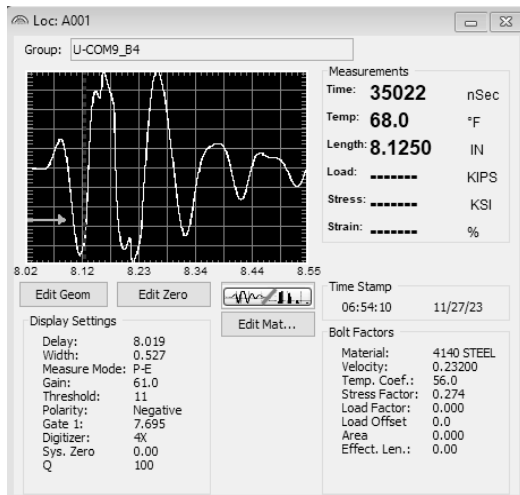 Loc: A001
Group: U-COM9_B4
Measurements
Time: 35022 nSec
Temp: 68.0 °F
Length: 8.1250 IN
Load: ------- KIPS
Stress: ------- KSI
Strain: ------- %
8.02 8.12 8.23 8.34 8.44 8.55
Edit Geom Edit Zero
Edit Mat...
Time Stamp
06:54:10 11/27/23
Display Settings
Delay: 8.019
Width: 0.527
Measure Mode: P-E
Gain: 61.0
Threshold: 11
Polarity: Negative
Gate 1: 7.695
Digitizer: 4X
Sys. Zero 0.00
Q 100
Bolt Factors
Material: 4140 STEEL
Velocity: 0.23200
Temp. Coef.: 56.0
Stress Factor: 0.274
Load Factor: 0.000
Load Offset 0.0
Area 0.000
Effect. Len.: 0.00